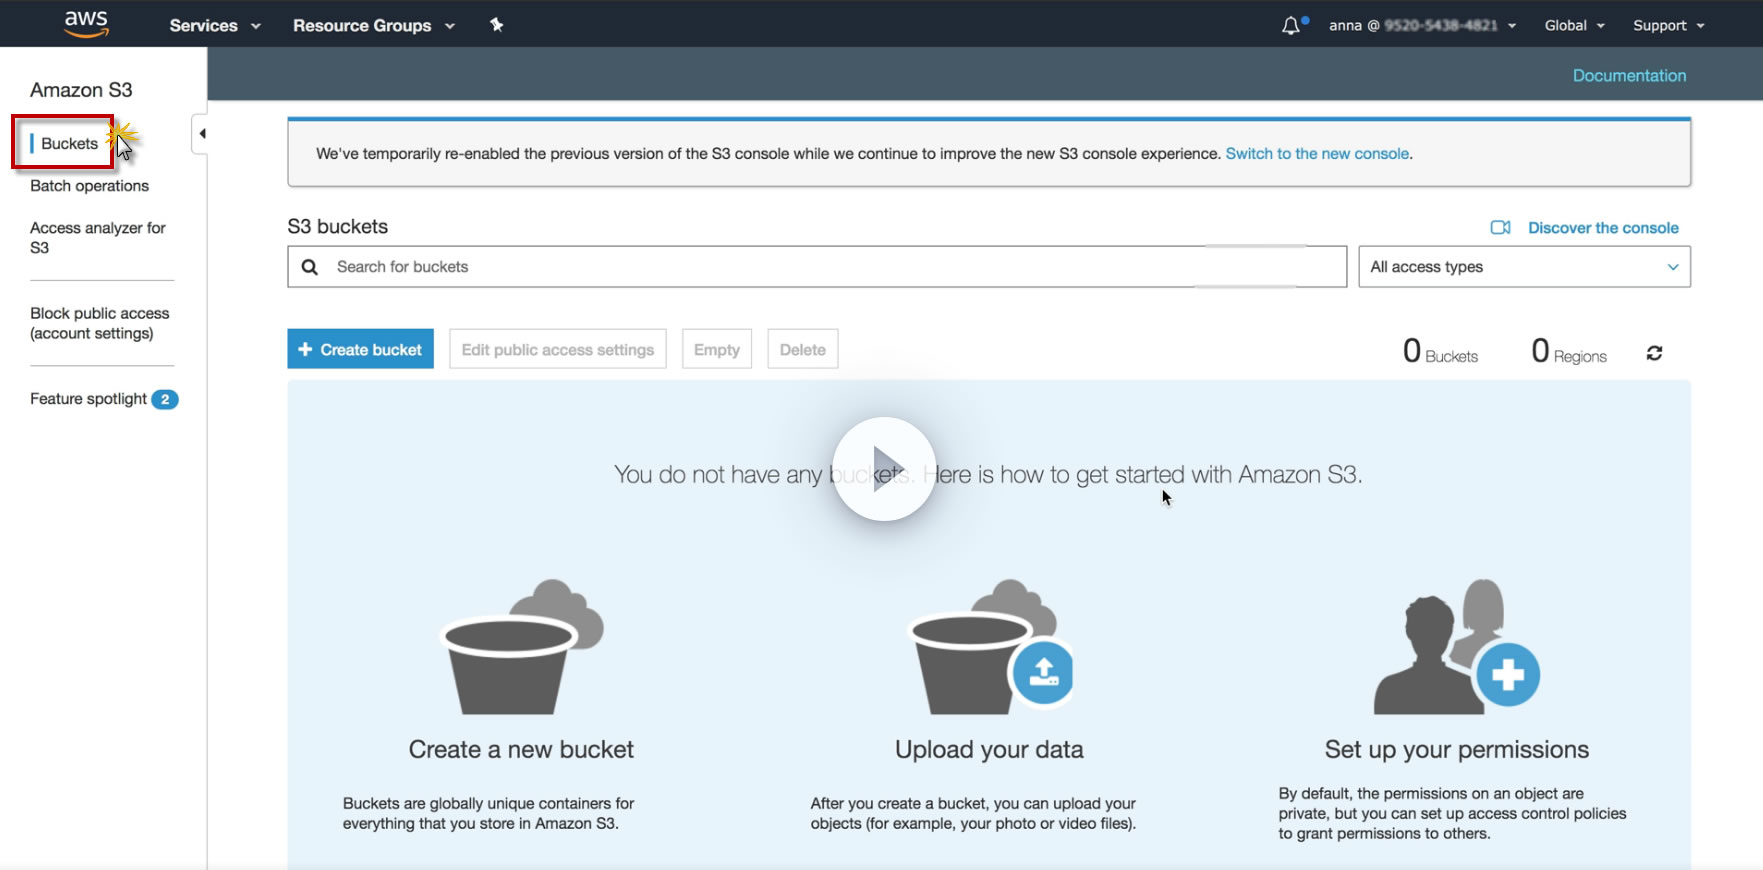 aws Services Resource Groups anna @ Global Support
Documentation
Amazon S3
Buckets
Batch operations
Access analyzer for
S3
Block public access
(account settings)
Feature spotlight 2
We've temporarily re-enabled the previous version of the S3 console while we continue to improve the new S3 console experience. Switch to the new console.
S3 buckets
Discover the console
Search for buckets
All access types
Create bucket
Edit public access settings
Empty
Delete
0 Buckets
0 Regions
You do not have any buckets. Here is how to get started with Amazon S3.
Create a new bucket
Buckets are globally unique containers for
everything that you store in Amazon S3.
Upload your data
After you create a bucket, you can upload your
objects (for example, your photo or video files).
Set up your permissions
By default, the permissions on an object are
private, but you can set up access control policies
to grant permissions to others.